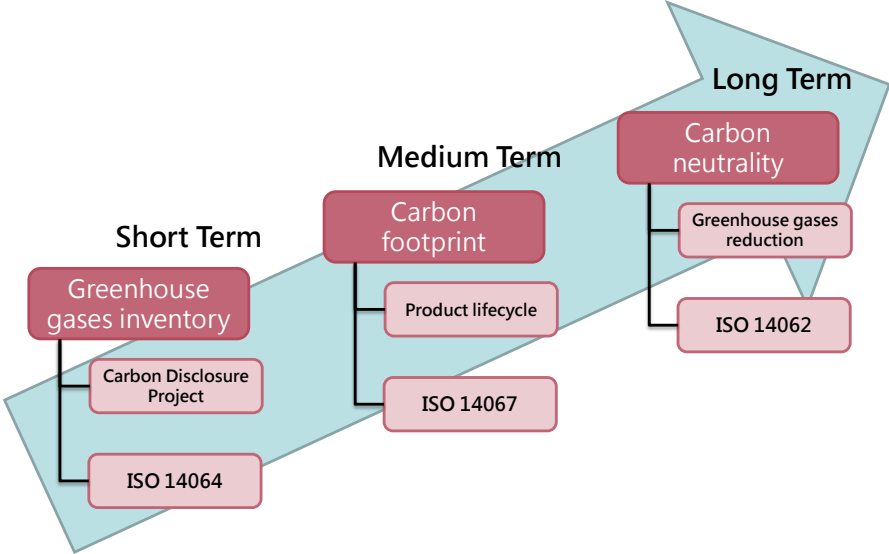 Short Term
Greenhouse
gases inventory
Carbon Disclosure
Project
ISO 14064
Medium Term
Carbon
footprint
Product lifecycle
ISO 14067
Long Term
Carbon
neutrality
Greenhouse gases
reduction
ISO 14062